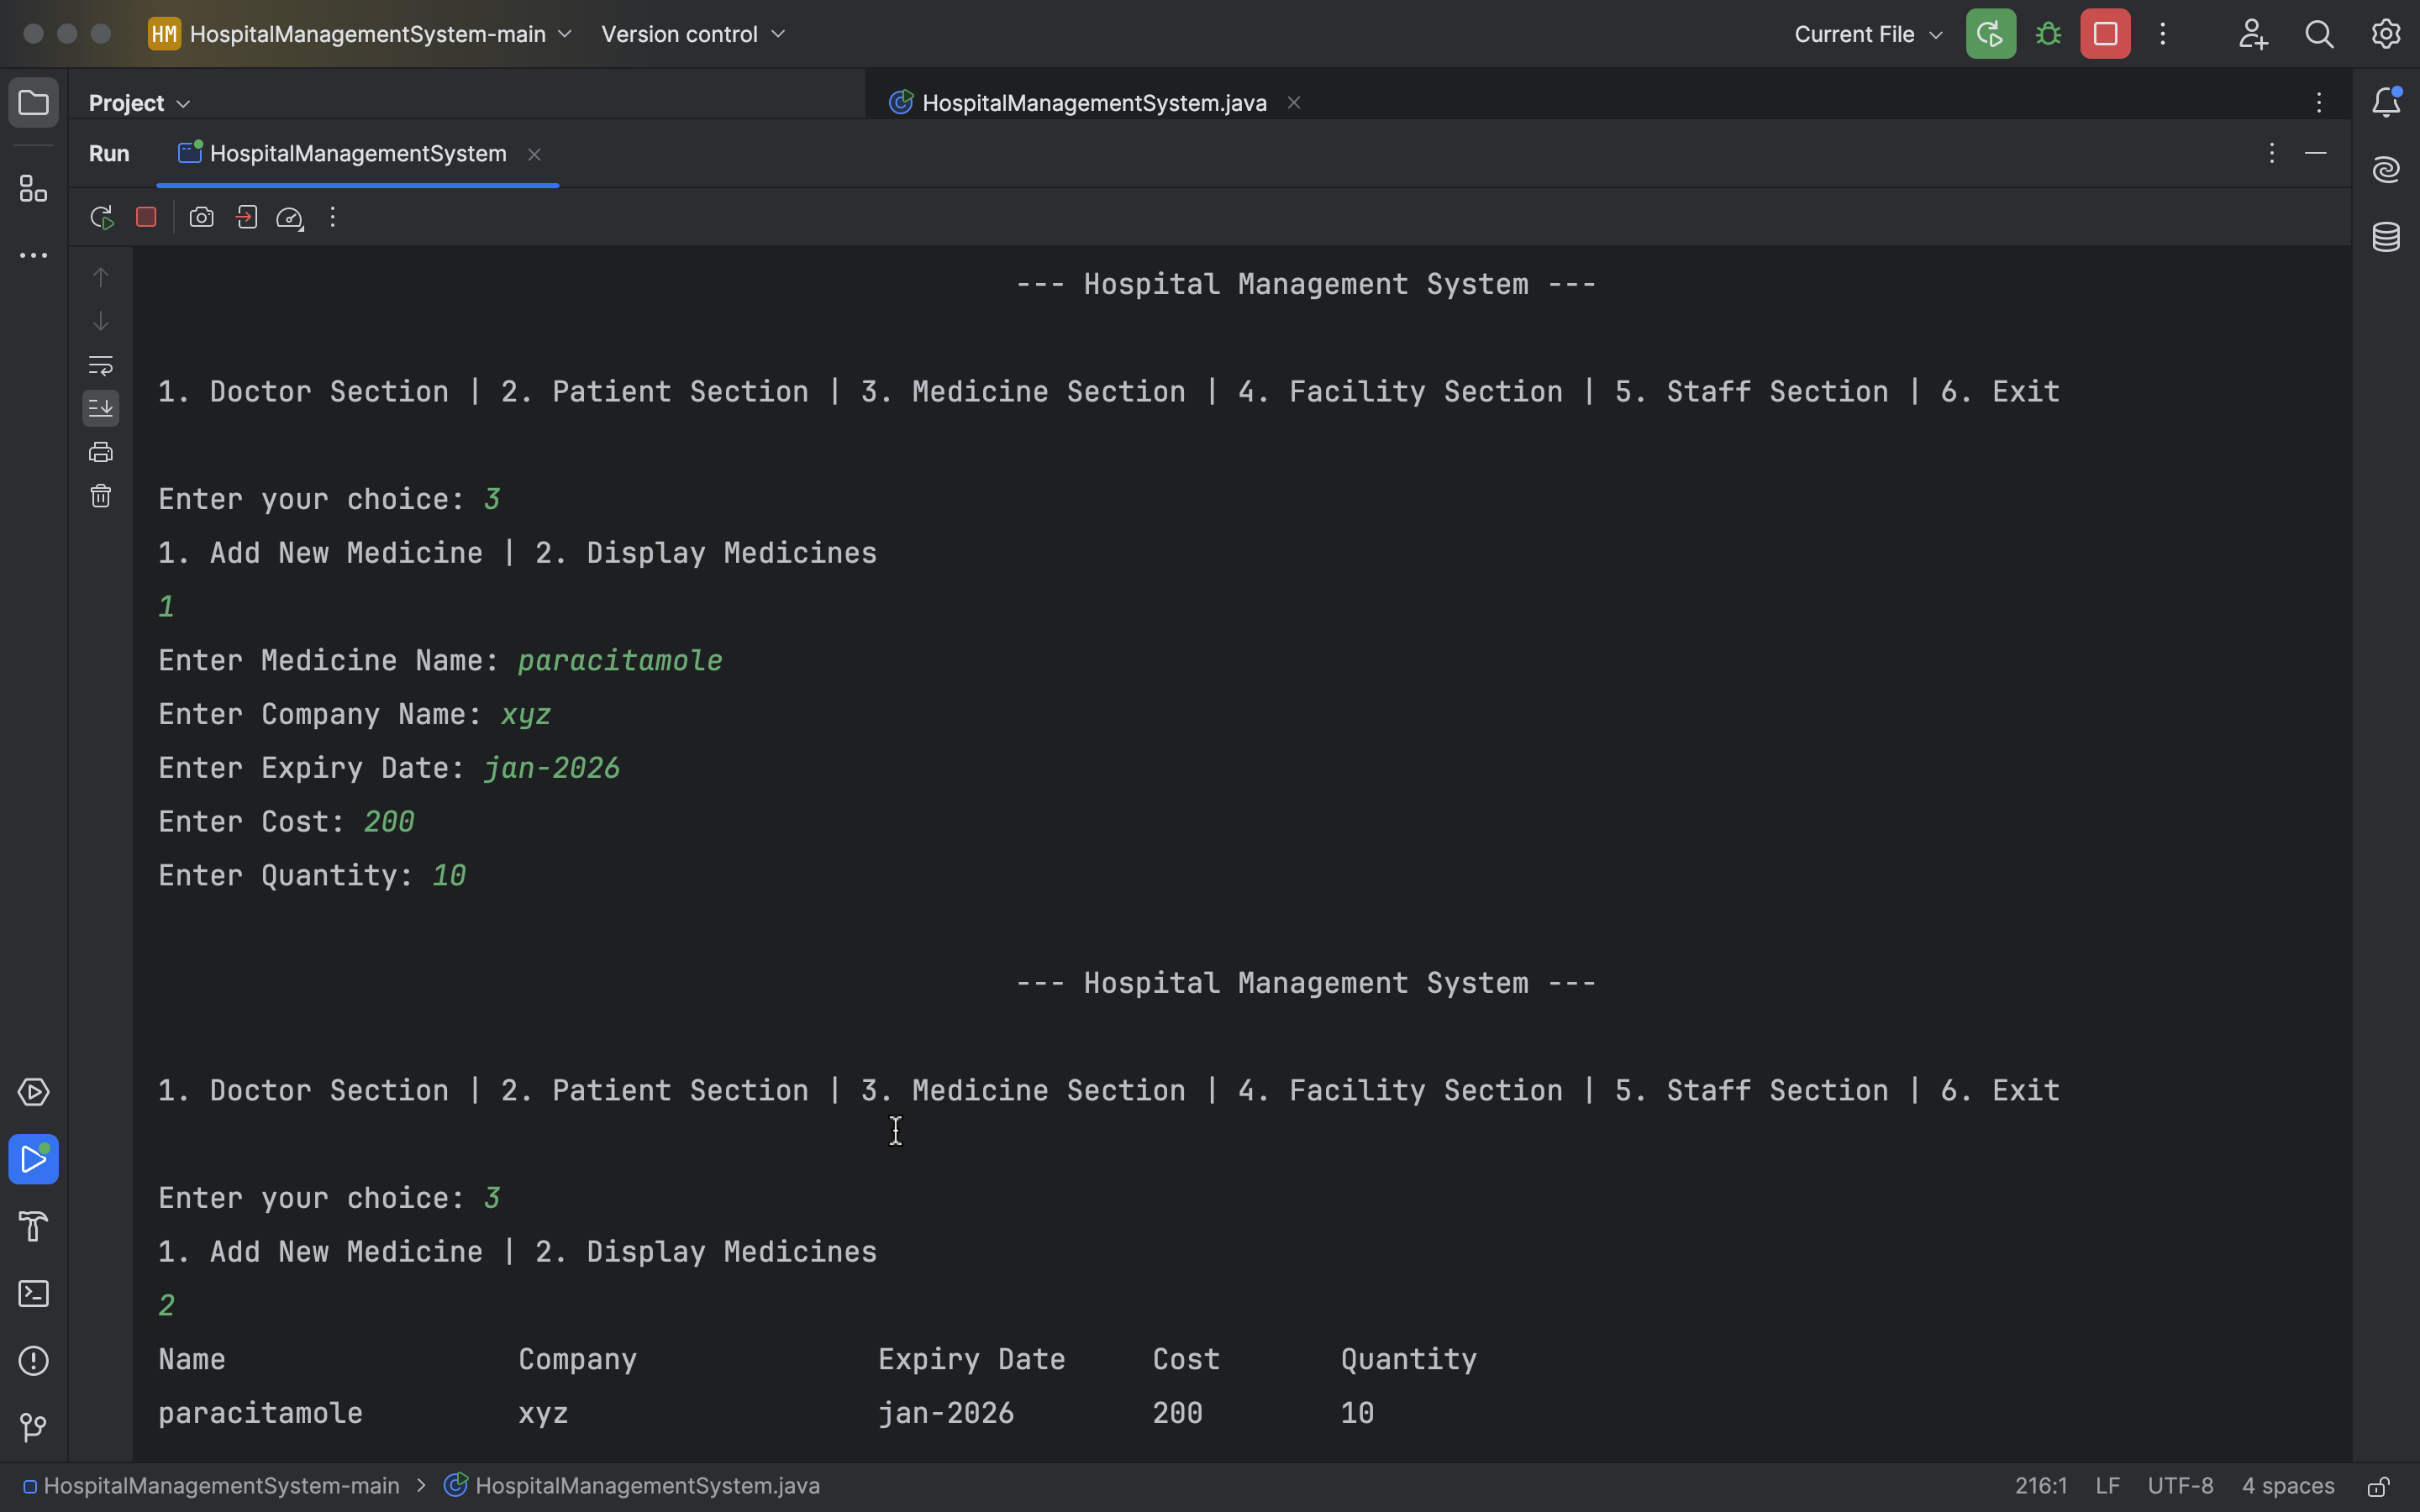 HM HospitalManagementSystem-main Version control Current File
Project HospitalManagementSystem.java
Run HospitalManagementSystem
--- Hospital Management System ---
1. Doctor Section | 2. Patient Section | 3. Medicine Section | 4. Facility Section | 5. Staff Section | 6. Exit
Enter your choice: 3
1. Add New Medicine | 2. Display Medicines
1
Enter Medicine Name: paracitamole
Enter Company Name: xyz
Enter Expiry Date: jan-2026
Enter Cost: 200
Enter Quantity: 10
--- Hospital Management System ---
1. Doctor Section | 2. Patient Section | 3. Medicine Section | 4. Facility Section | 5. Staff Section | 6. Exit
Enter your choice: 3
1. Add New Medicine | 2. Display Medicines
2
Name Company Expiry Date Cost Quantity
paracitamole xyz jan-2026 200 10
HospitalManagementSystem-main > HospitalManagementSystem.java 216:1 LF UTF-8 4 spaces